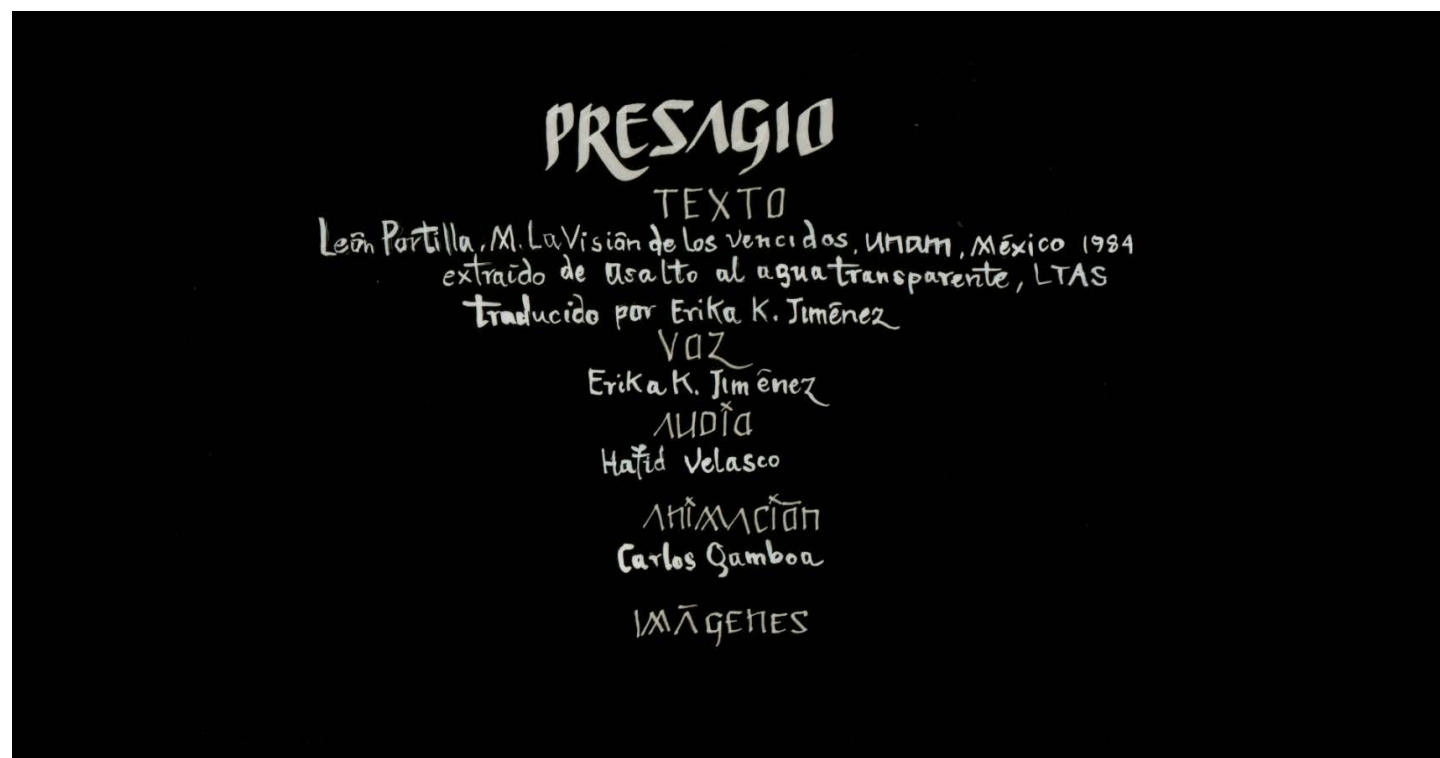 PRESAGIO
TEXTO
León Portilla, M. La Visión de los vencidos, unam, México 1984
extraído de asalto al agua transparente, LTAS
traducido por Erika K. Jiménez
VOZ
Erika K. Jiménez
AUDIO
Hafid Velasco
ANIMACIÓN
Carlos Gamboa
IMÁGENES